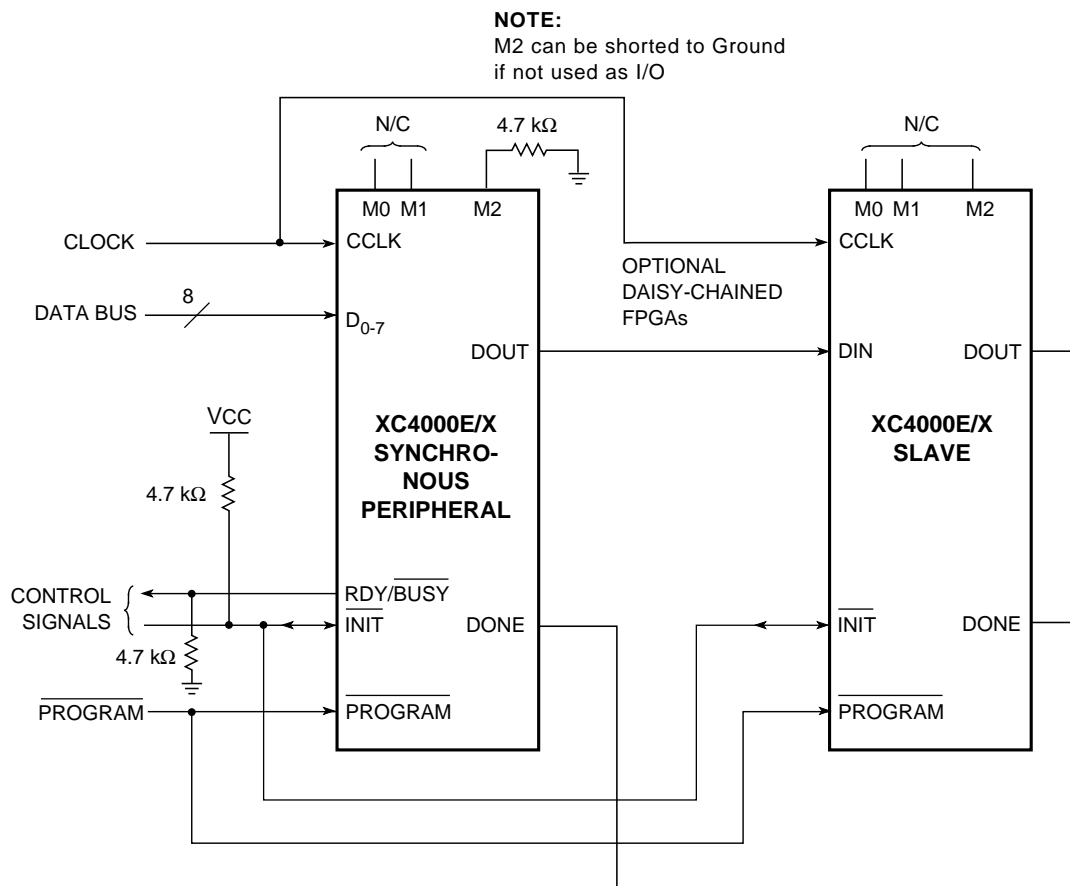 NOTE:
M2 can be shorted to Ground
if not used as I/O
N/C
4.7 kΩ
N/C
M0 M1 M2
M0 M1 M2
CLOCK
CCLK
CCLK
OPTIONAL
DAISY-CHAINED
FPGAs
DATA BUS
8
D0-7
DOUT
DIN
DOUT
VCC
4.7 kΩ
XC4000E/X
SYNCHRO-
NOUS
PERIPHERAL
XC4000E/X
SLAVE
CONTROL
SIGNALS
RDY/BUSY
INIT
DONE
INIT
DONE
4.7 kΩ
PROGRAM
PROGRAM
PROGRAM